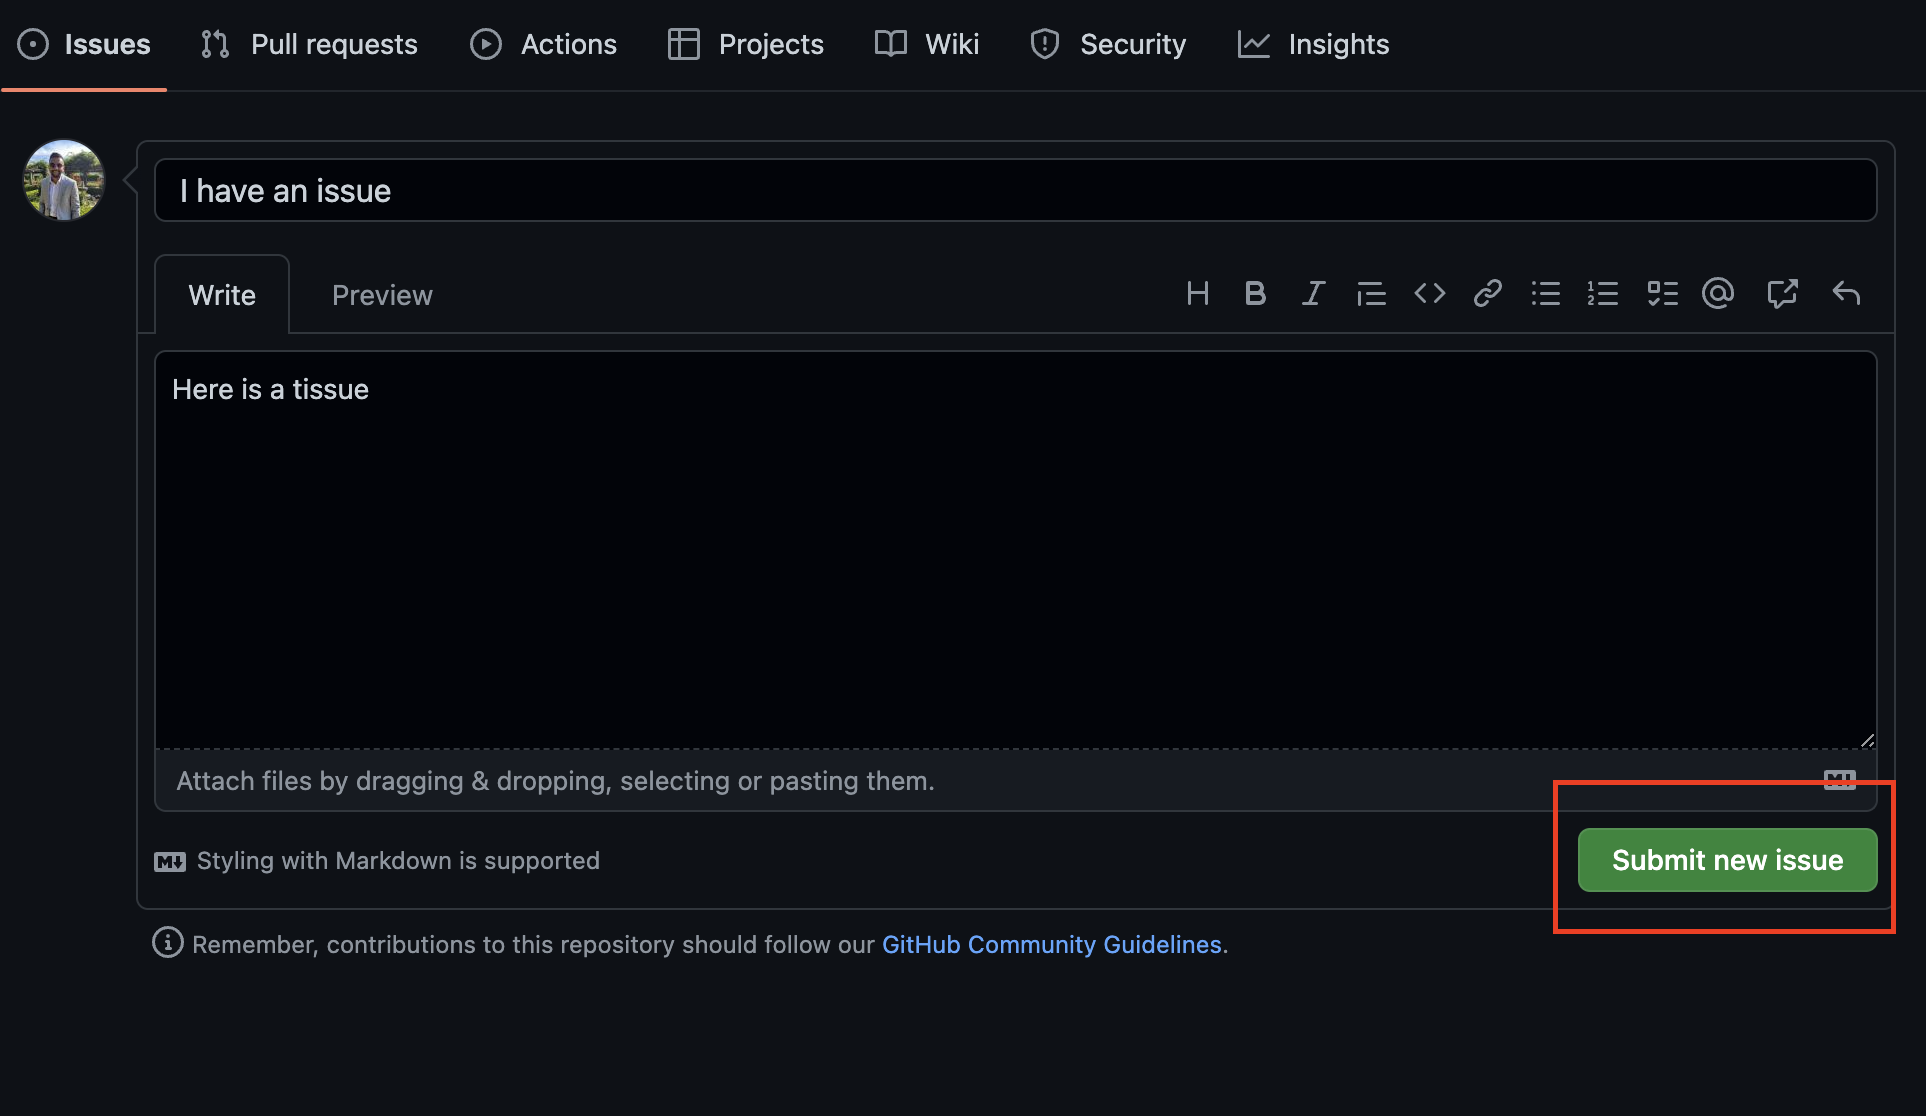 Issues Pull requests Actions Projects Wiki Security Insights
I have an issue
Write Preview
Here is a tissue
Attach files by dragging & dropping, selecting or pasting them.
Styling with Markdown is supported
Submit new issue
Remember, contributions to this repository should follow our GitHub Community Guidelines.